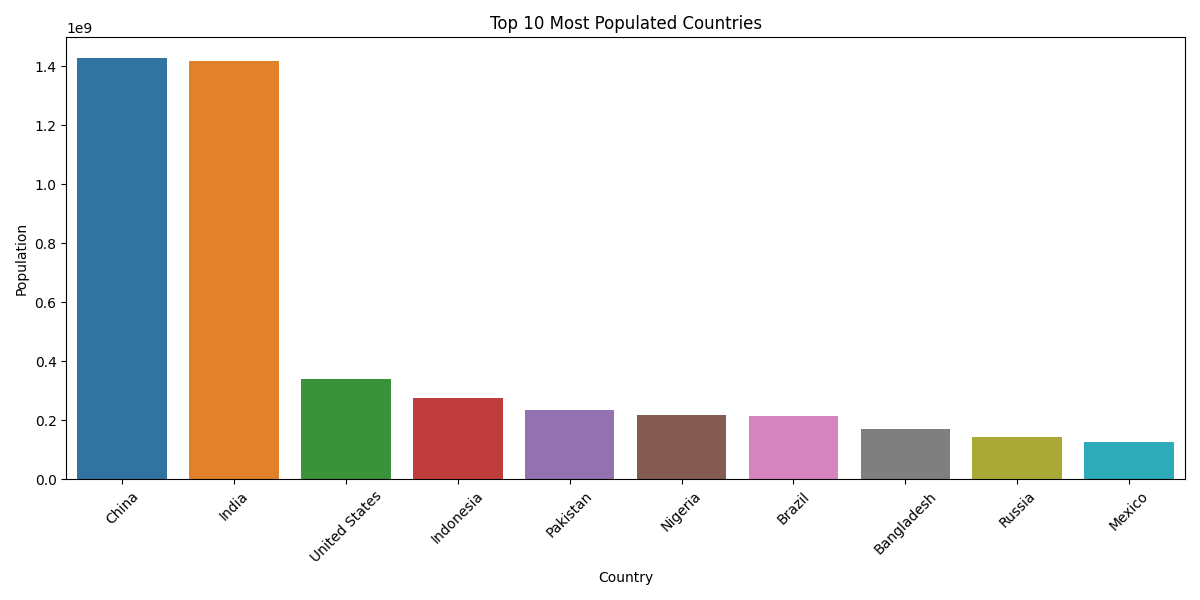 Top 10 Most Populated Countries
1e9
1.4
1.2
1.0
0.8
0.6
0.4
0.2
0.0
Population
China
India
United States
Indonesia
Pakistan
Nigeria
Brazil
Bangladesh
Russia
Mexico
Country